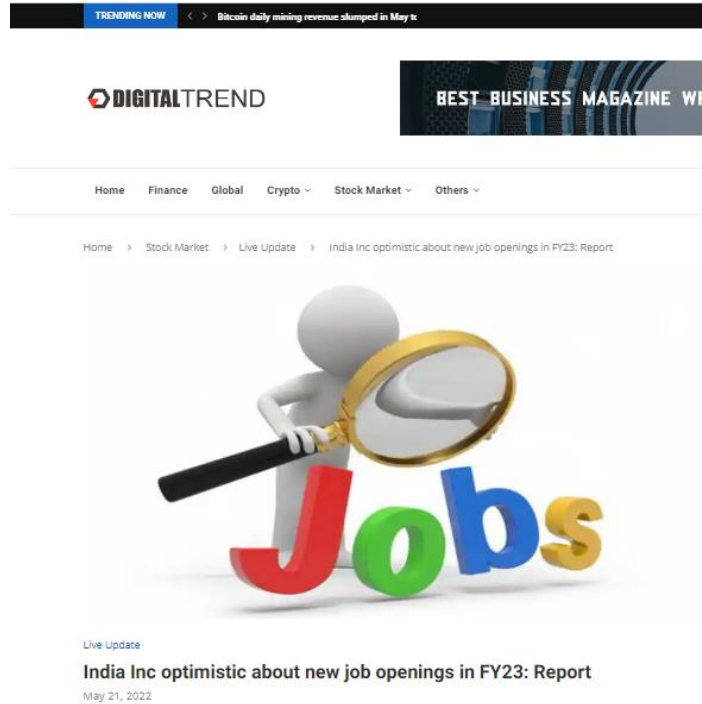 TRENDING NOW
Bitcoin daily mining revenue slumped in May to
DIGITALTREND
BEST BUSINESS MAGAZINE
Home Finance Global Crypto Stock Market Others
Home > Stock Market > Live Update > India Inc optimistic about new job openings in FY23: Report
Jobs
Live Update
India Inc optimistic about new job openings in FY23: Report
May 21, 2022